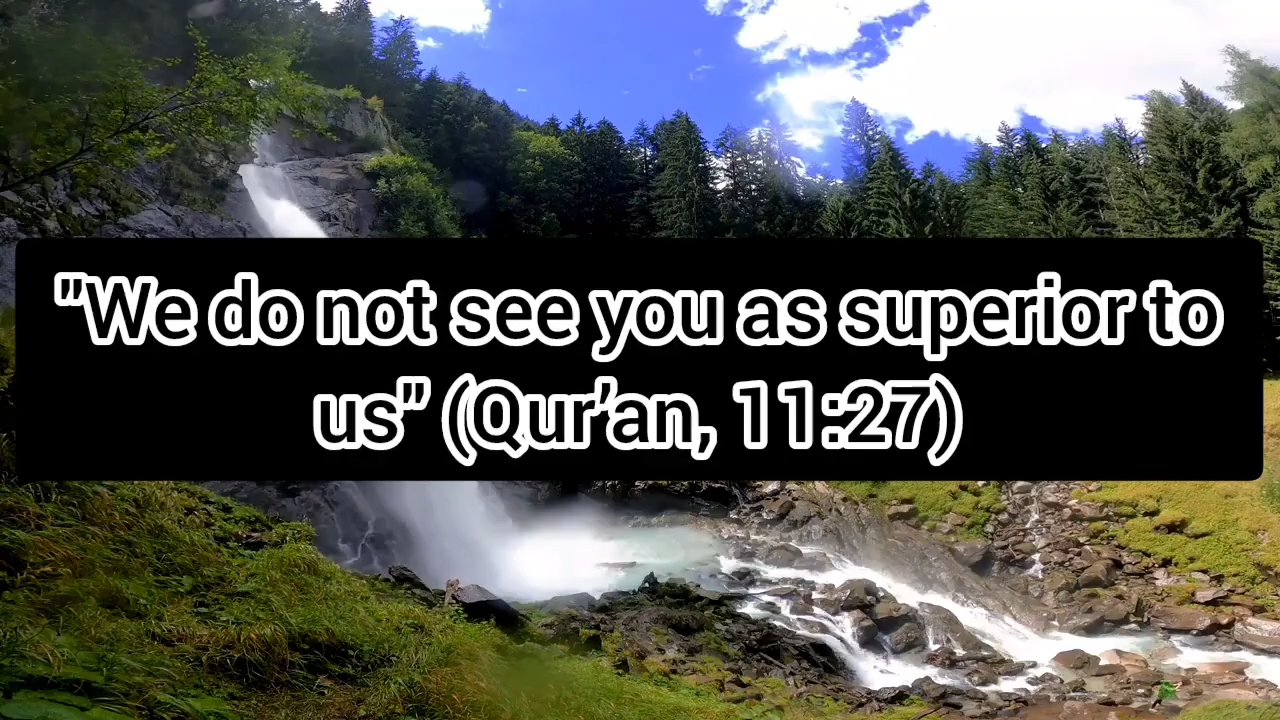 "We do not see you as superior to
us” (Qur’an, 11:27)